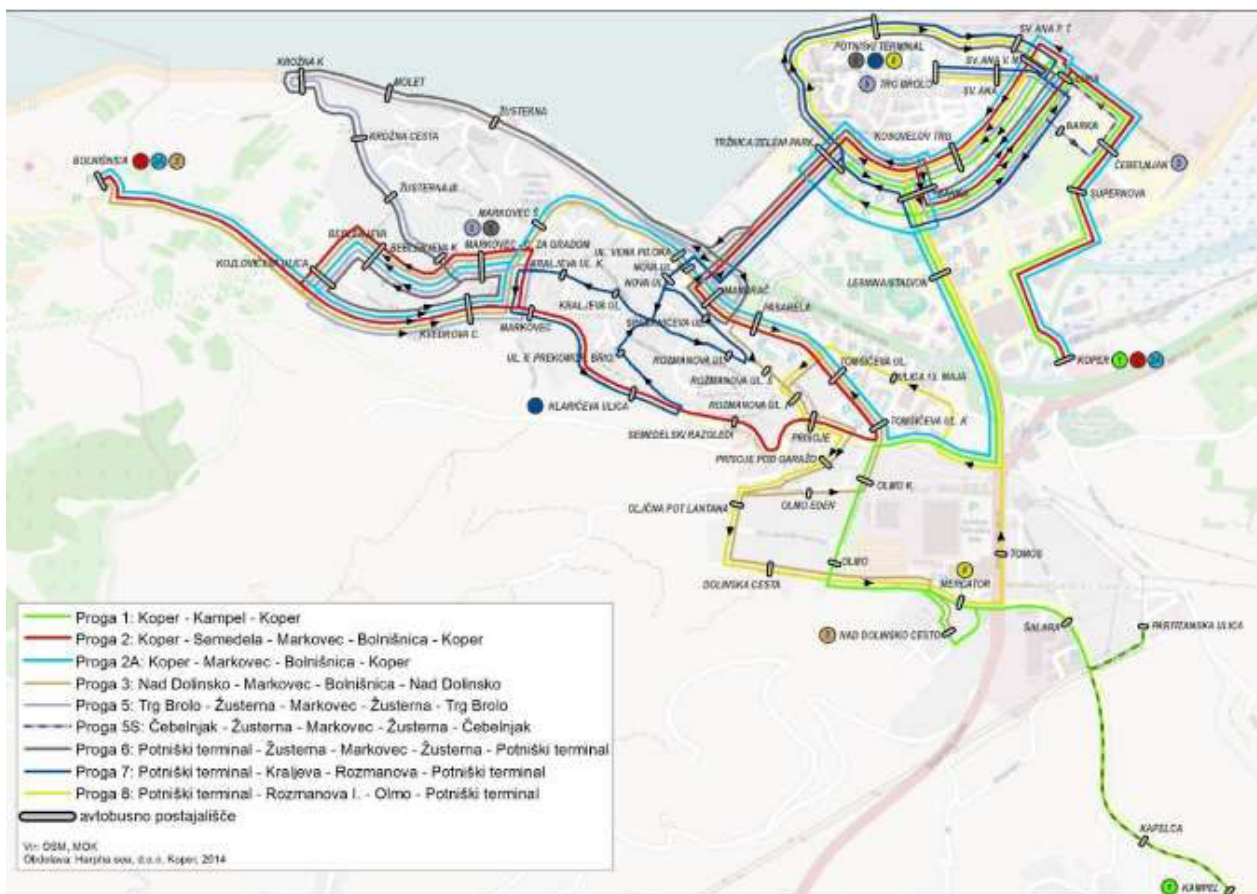 SV. ANA P. T.
POTNIŠKI TERMINAL
KROŽNA K.
SV. ANA V. N.
MOLET
TRG BROLO
SV. ANA
ŽUSTERNA
BARKA
KROŽNA CESTA
KOSOVELOV TRG
TRŽNICA/ZELENI PARK
ČEBELNJAK
BOLNIŠNICA
SUPERNOVA
ŽUSTERNA III
MARKOVEC Š.
KOZLOVIČEVA ULICA
MARKOVEC - C. ZA GRADOM
KRALJEVA UL. K.
NOVA UL.
NOVA UL.
LESNINA/STADION
MANDRAČ
KRALJEVA UL.
PASARELA
KVEDROVA C.
MARKOVEC
UL. II. PREKOMOR. BRIG.
ROZMANOVA UL.
TOMŠIČEVA UL.
KOPER
ROZMANOVA UL. S.
ULICA 15. MAJA
KLARIČEVA ULICA
ROZMANOVA UL. I.
TOMŠIČEVA UL. K.
SEMEDELSKI RAZGLEDI
PRISOJE
PRISOJE POD GARAŽO
OLMO K.
OLJČNA POT LANTANA
OLMO EDEN
OLMO
TOMOS
DOLINSKA CESTA
MERCATOR
NAD DOLINSKO CESTO
ŠALARA
PARTIZANSKA ULICA
KAPELCA
KAMPEL
Proga 1: Koper - Kampel - Koper
Proga 2: Koper - Semedela - Markovec - Bolnišnica - Koper
Proga 2A: Koper - Markovec - Bolnišnica - Koper
Proga 3: Nad Dolinsko - Markovec - Bolnišnica - Nad Dolinsko
Proga 5: Trg Brolo - Žusterna - Markovec - Žusterna - Trg Brolo
Proga 5S: Čebelnjak - Žusterna - Markovec - Žusterna - Čebelnjak
Proga 6: Potniški terminal - Žusterna - Markovec - Žusterna - Potniški terminal
Proga 7: Potniški terminal - Kraljeva - Rozmanova - Potniški terminal
Proga 8: Potniški terminal - Rozmanova I. - Olmo - Potniški terminal
avtobusno postajališče
Vir: OSM, MOK
Obdelava: Harpha sea, d.o.o. Koper, 2014